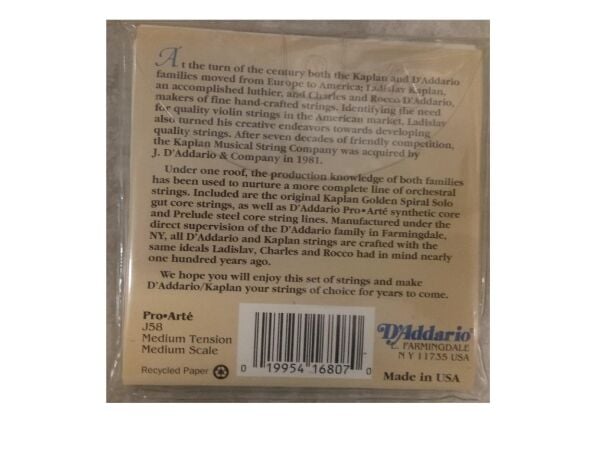 At the turn of the century both the Kaplan and D'Addario
families moved from Europe to America; Ladislav Kaplan,
an accomplished luthier, and Charles and Rocco D'Addario,
makers of fine hand-crafted strings. Identifying the need
for quality violin strings in the American market, Ladislav
also turned his creative endeavors towards developing
quality strings. After seven decades of friendly competition,
the Kaplan Musical String Company was acquired by
J. D'Addario & Company in 1981.
Under one roof, the production knowledge of both families
has been used to nurture a more complete line of orchestral
strings. Included are the original Kaplan Golden Spiral Solo
gut core strings, as well as D'Addario Pro•Arté synthetic core
and Prelude steel core string lines. Manufactured under the
direct supervision of the D'Addario family in Farmingdale,
NY, all D'Addario and Kaplan strings are crafted with the
same ideals Ladislav, Charles and Rocco had in mind nearly
one hundred years ago.
We hope you will enjoy this set of strings and make
D'Addario/Kaplan your strings of choice for years to come.
Pro•Arté
J58
Medium Tension
Medium Scale
Recycled Paper
0 19954 16807 0
D'Addario
E. FARMINGDALE
N Y 11735 USA
Made in USA